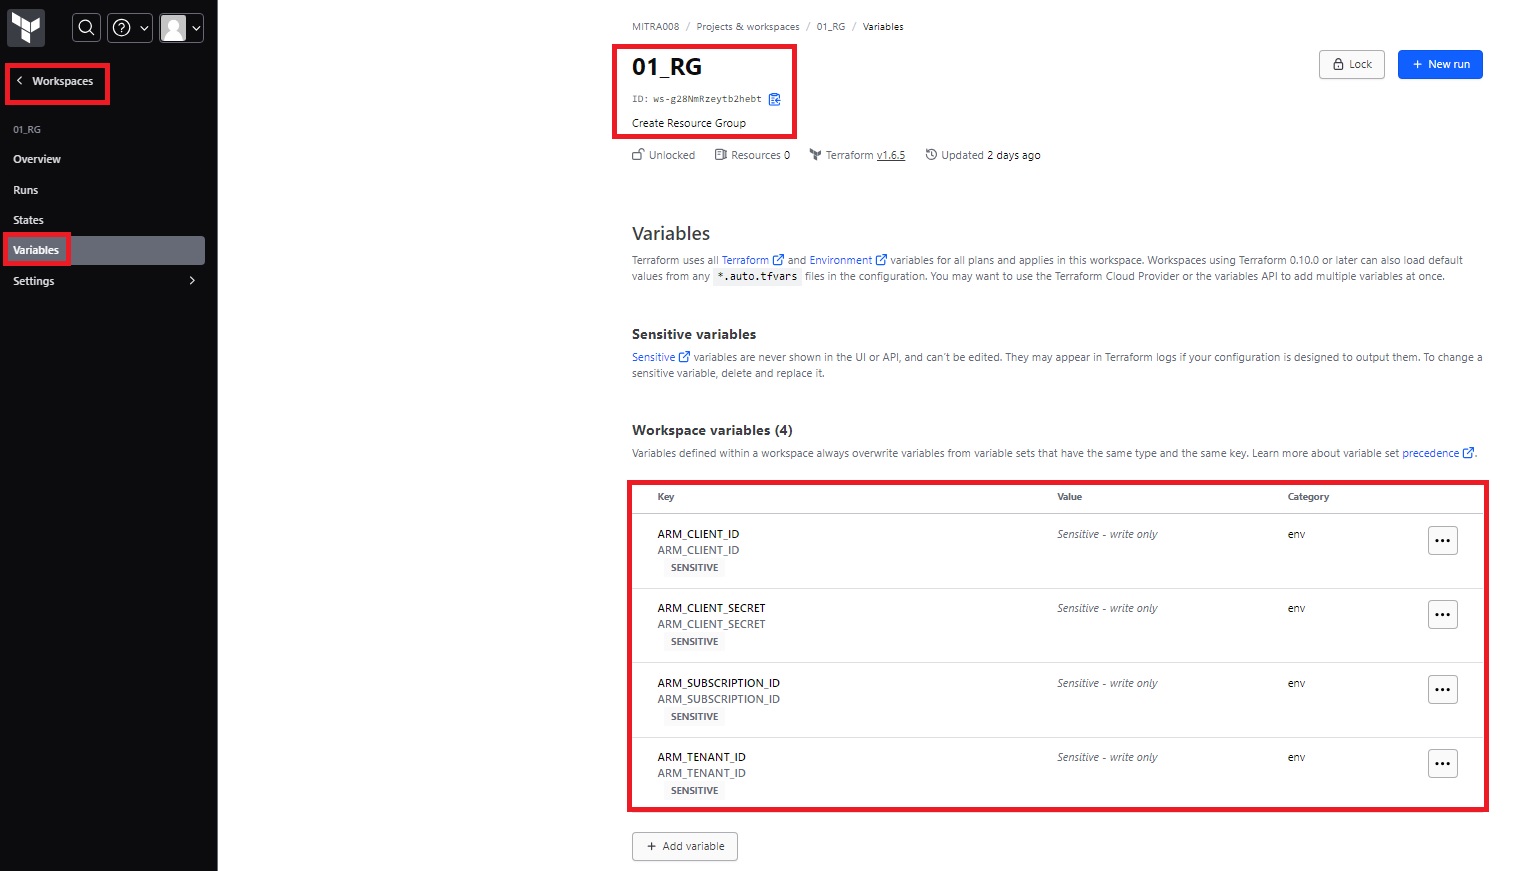 Workspaces
01_RG
Overview
Runs
States
Variables
Settings
MITRA008 / Projects & workspaces / 01_RG / Variables
01_RG
ID: ws-g28NmRzeytb2hebt
Create Resource Group
Lock
+ New run
Unlocked Resources 0 Terraform v1.6.5 Updated 2 days ago
Variables
Terraform uses all Terraform and Environment variables for all plans and applies in this workspace. Workspaces using Terraform 0.10.0 or later can also load default
values from any *.auto.tfvars files in the configuration. You may want to use the Terraform Cloud Provider or the variables API to add multiple variables at once.
Sensitive variables
Sensitive variables are never shown in the UI or API, and can't be edited. They may appear in Terraform logs if your configuration is designed to output them. To change a
sensitive variable, delete and replace it.
Workspace variables (4)
Variables defined within a workspace always overwrite variables from variable sets that have the same type and the same key. Learn more about variable set precedence.
Key Value Category
ARM_CLIENT_ID Sensitive - write only env
ARM_CLIENT_ID
SENSITIVE
ARM_CLIENT_SECRET Sensitive - write only env
ARM_CLIENT_SECRET
SENSITIVE
ARM_SUBSCRIPTION_ID Sensitive - write only env
ARM_SUBSCRIPTION_ID
SENSITIVE
ARM_TENANT_ID Sensitive - write only env
ARM_TENANT_ID
SENSITIVE
+ Add variable